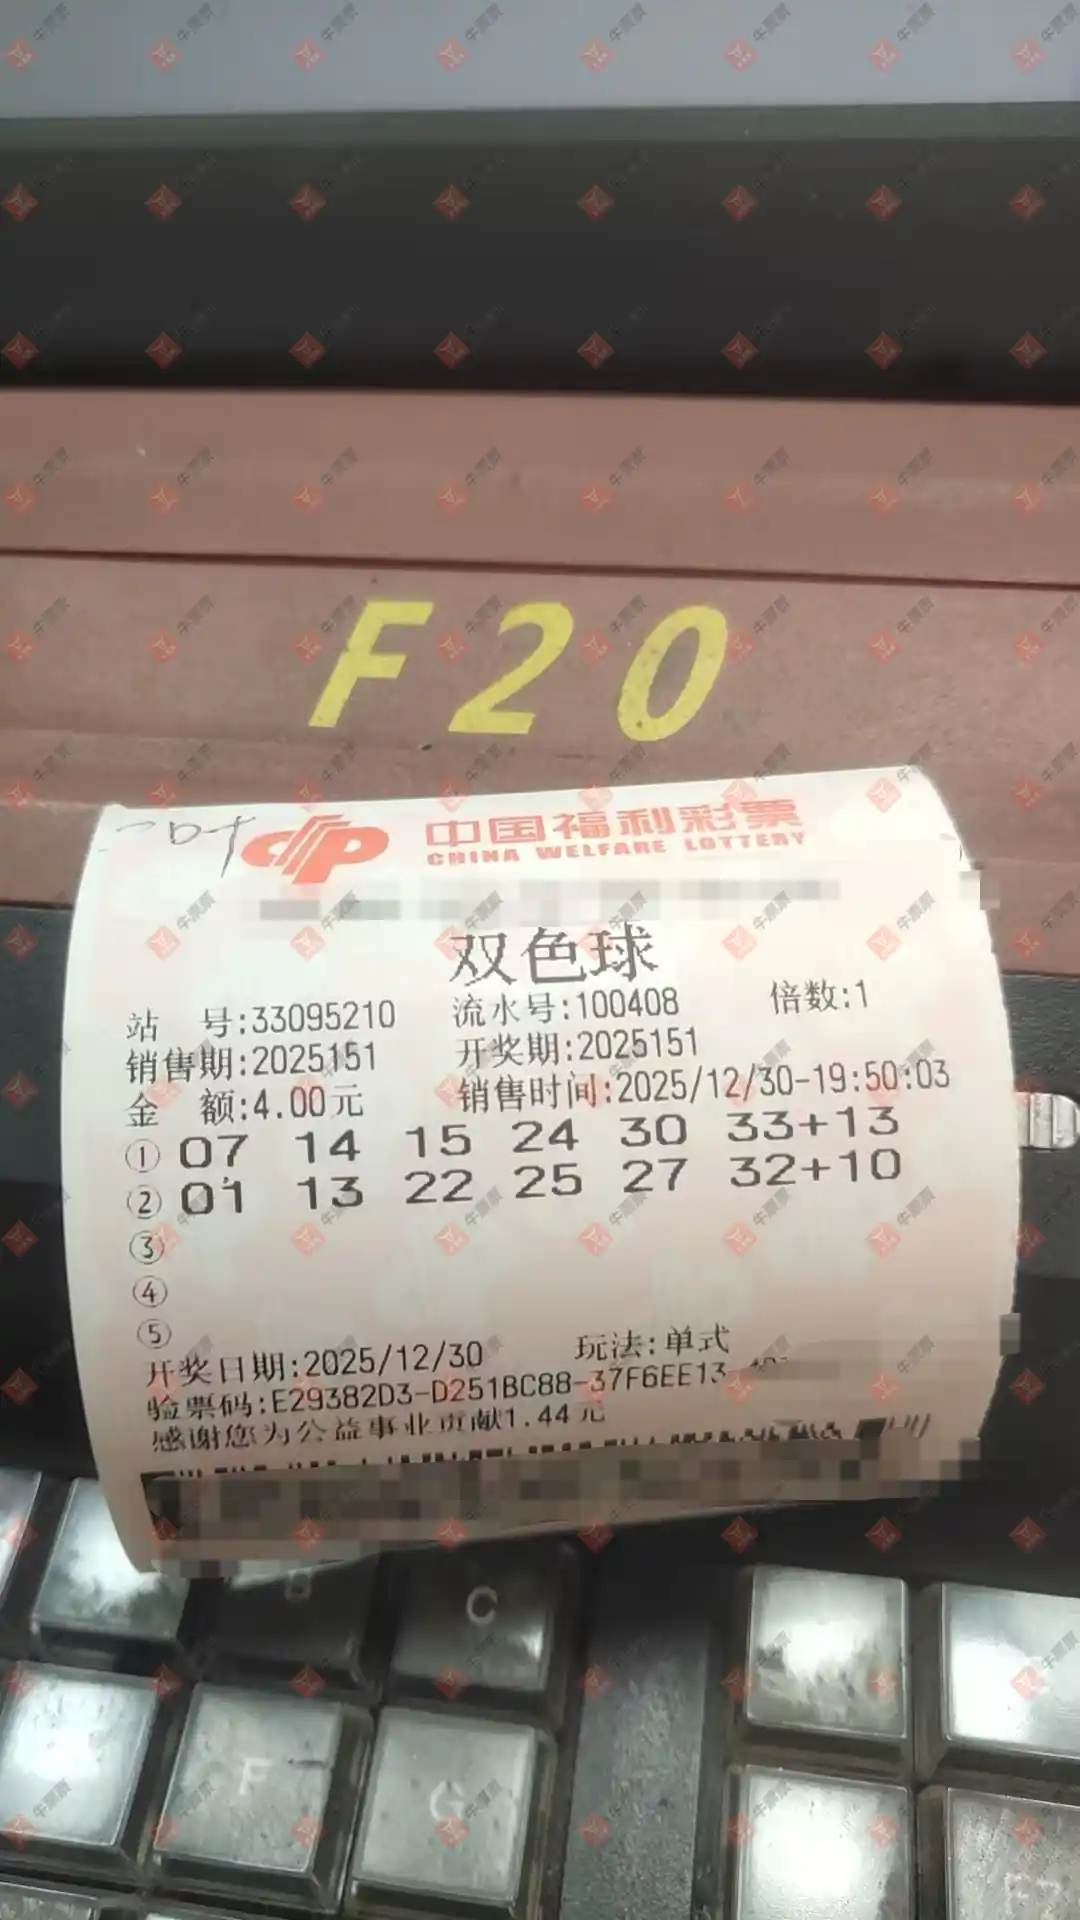 F20
中国福利彩票
CHINA WELFARE LOTTERY
双色球
站 号:33095210 流水号:100408 倍数:1
销售期:2025151 开奖期:2025151
金 额:4.00元 销售时间:2025/12/30-19:50:03
① 07 14 15 24 30 33+13
② 01 13 22 25 27 32+10
③
④
⑤
开奖日期:2025/12/30 玩法:单式
验票码:E29382D3-D251BC88-37F6EE13
感谢您为公益事业贡献1.44元
B C
F G
牛票票